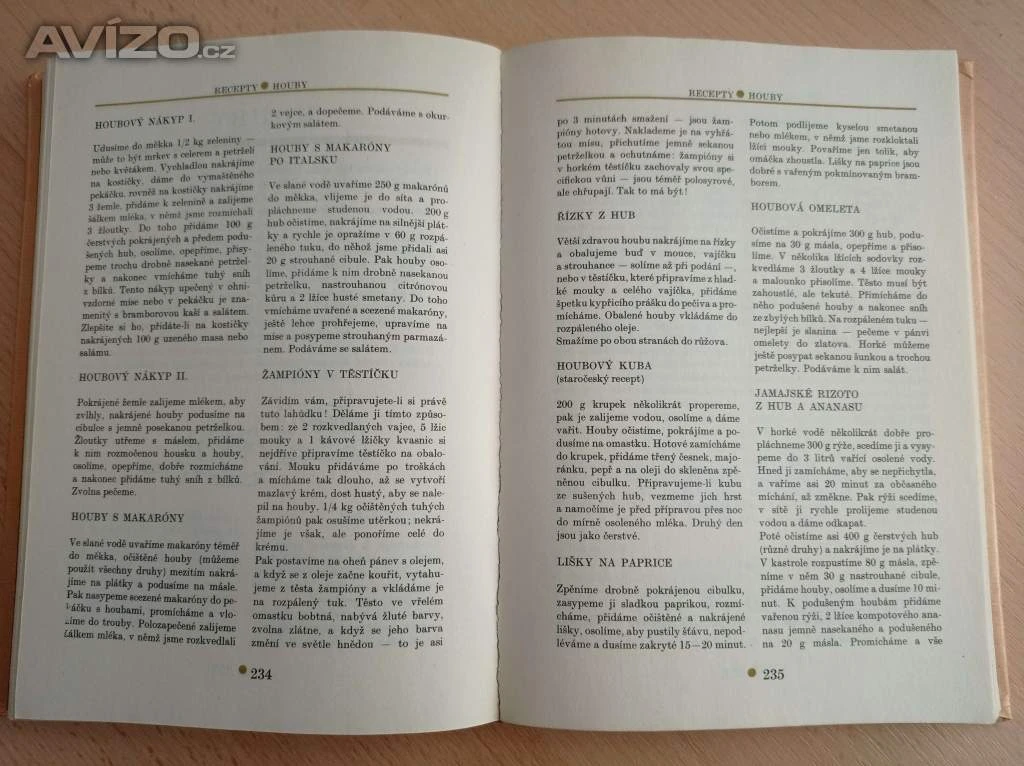 AVÍZO.cz
RECEPTY • HOUBY
HOUBOVÝ NÁKYP I.
Udusíme do měkka 1/2 kg zeleniny —
může to být mrkev s celerem a petrželí
nebo květákem. Vychladlou nakrájíme
na kostičky, dáme do vymaštěného
pekáčku, rovněž na kostičky nakrájíme
3 žemle, přidáme k zelenině a zalijeme
šálkem mléka, v němž jsme rozmíchali
3 žloutky. Do toho přidáme 100 g
čerstvých pokrájených a předem podu-
šených hub, osolíme, opepříme, přisy-
peme trochu drobně nasekané petržel-
ky a nakonec vmícháme tuhý sníh
z bílků. Tento nákyp upečený v ohni-
vzdorné míse nebo v pekáčku je zna-
menitý s bramborovou kaší a salátem.
Zlepšíte si ho, přidáte-li na kostičky
nakrájených 100 g uzeného masa nebo
salámu.
HOUBOVÝ NÁKYP II.
Pokrájené žemle zalijeme mlékem, aby
zvlhly, nakrájené houby podusíme na
cibulce s jemně posekanou petrželkou.
Žloutky utřeme s máslem, přidáme
k nim rozmočenou housku a houby,
osolíme, opepříme, dobře rozmícháme
a nakonec přidáme tuhý sníh z bílků.
Zvolna pečeme.
HOUBY S MAKARÓNY
Ve slané vodě uvaříme makaróny téměř
do měkka, očištěné houby (můžeme
použít všechny druhy) mezitím nakrá-
jíme na plátky a podusíme na másle.
Pak nasypeme scezené makaróny do pe-
káčku s houbami, promícháme a vlo-
žíme do trouby. Polozapečené zalijeme
šálkem mléka, v němž jsme rozkvedlali
2 vejce, a dopečeme. Podáváme s okur-
kovým salátem.
HOUBY S MAKARÓNY
PO ITALSKU
Ve slané vodě uvaříme 250 g makarónů
do měkka, vlijeme je do síta a pro-
pláchneme studenou vodou. 200 g
hub očistíme, nakrájíme na silnější plát-
ky a rychle je opražíme v 60 g rozpá-
leného tuku, do něhož jsme přidali asi
20 g strouhané cibule. Pak houby oso-
líme, přidáme k nim drobně nasekanou
petrželku, nastrouhanou citrónovou
kůru a 2 lžíce husté smetany. Do toho
vmícháme uvařené a scezené makaróny,
ještě lehce prohřejeme, upravíme na
míse a posypeme strouhaným parmazá-
nem. Podáváme se salátem.
ŽAMPIÓNY V TĚSTÍČKU
Závidím vám, připravujete-li si právě
tuto lahůdku! Děláme ji tímto způso-
bem: ze 2 rozkvedlaných vajec, 5 lžic
mouky a 1 kávové lžičky kvasnic si
nejdříve připravíme těstíčko na obalo-
vání. Mouku přidáváme po troškách
a mícháme tak dlouho, až se vytvoří
mazlavý krém, dost hustý, aby se nale-
pil na houby. 1/4 kg očištěných tuhých
žampiónů pak osušíme utěrkou; nekrá-
jíme je však, ale ponoříme celé do
krému.
Pak postavíme na oheň pánev s olejem,
a když se z oleje začne kouřit, vytahu-
jeme z těsta žampióny a vkládáme je
na rozpálený tuk. Těsto ve vřelém
omastku bobtná, nabývá žluté barvy,
zvolna zlátne, a když se jeho barva
změní ve světle hnědou — to je asi
234
RECEPTY • HOUBY
po 3 minutách smažení — jsou žam-
pióny hotovy. Naklademe je na vyhřá-
tou mísu, přichutíme jemně sekanou
petrželkou a ochutnáme: žampióny si
v horkém těstíčku zachovaly svou spe-
cifickou vůni — jsou téměř polosyrové,
ale chřupají. Tak to má být!
ŘÍZKY Z HUB
Větší zdravou houbu nakrájíme na řízky
a obalujeme buď v mouce, vajíčku
a strouhance — solíme až při podání —,
nebo v těstíčku, které připravíme z hlad-
ké mouky a celého vajíčka, přidáme
špetku kypřicího prášku do pečiva a pro-
mícháme. Obalené houby vkládáme do
rozpáleného oleje.
Smažíme po obou stranách do růžova.
HOUBOVÝ KUBA
(staročeský recept)
200 g krupek několikrát propereme,
pak je zalijeme vodou, osolíme a dáme
vařit. Houby očistíme, pokrájíme a po-
dusíme na omastku. Hotové zamícháme
do krupek, přidáme třený česnek, majo-
ránku, pepř a na oleji do skleněna zpě-
něnou cibulku. Připravujeme-li kubu
ze sušených hub, vezmeme jich hrst
a namočíme je před přípravou přes noc
do mírně osoleného mléka. Druhý den
jsou jako čerstvé.
LIŠKY NA PAPRICE
Zpěníme drobně pokrájenou cibulku,
zasypeme ji sladkou paprikou, rozmí-
cháme, přidáme očištěné a nakrájené
lišky, osolíme, aby pustily šťávu, nepod-
léváme a dusíme zakryté 15—20 minut.
Potom podlijeme kyselou smetanou
nebo mlékem, v němž jsme rozkloktali
lžíci mouky. Povaříme jen tolik, aby
omáčka zhoustla. Lišky na paprice jsou
dobré s vařeným pokmínovaným bram-
borem.
HOUBOVÁ OMELETA
Očistíme a pokrájíme 300 g hub, podu-
síme na 30 g másla, opepříme a přiso-
líme. V několika lžících sodovky roz-
kvedláme 3 žloutky a 4 lžíce mouky
a malounko přisolíme. Těsto musí být
zahoustlé, ale tekuté. Přimícháme do
něho podušené houby a nakonec sníh
ze zbylých bílků. Na rozpáleném tuku —
nejlepší je slanina — pečeme v pánvi
omelety do zlatova. Horké můžeme
ještě posypat sekanou šunkou a trochou
petrželky. Podáváme k nim salát.
JAMAJSKÉ RIZOTO
Z HUB A ANANASU
V horké vodě několikrát dobře pro-
pláchneme 300 g rýže, scedíme ji a vsy-
peme do 3 litrů vařící osolené vody.
Hned ji zamícháme, aby se nepřichytla,
a vaříme asi 20 minut za občasného
míchání, až změkne. Pak rýži scedíme,
v sítě ji rychle prolijeme studenou
vodou a dáme odkapat.
Poté očistíme asi 400 g čerstvých hub
(různé druhy) a nakrájíme je na plátky.
V kastrole rozpustíme 80 g másla, zpě-
níme v něm 30 g nastrouhané cibule,
přidáme houby, osolíme a dusíme 10 mi-
nut. K podušeným houbám přidáme
vařenou rýži, 2 lžíce kompotového ana-
nasu jemně nasekaného a podušeného
na 20 g másla. Promícháme a vše
235